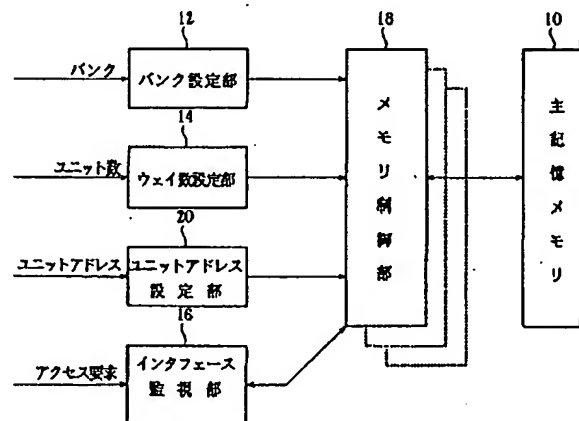 12
18
10
バンク
バンク設定部
14
ユニット数
ウェイ数設定部
20
ユニットアドレス
ユニットアドレス
設定部
16
アクセス要求
インタフェース
監視部
メモリ制御部
主記憶メモリ